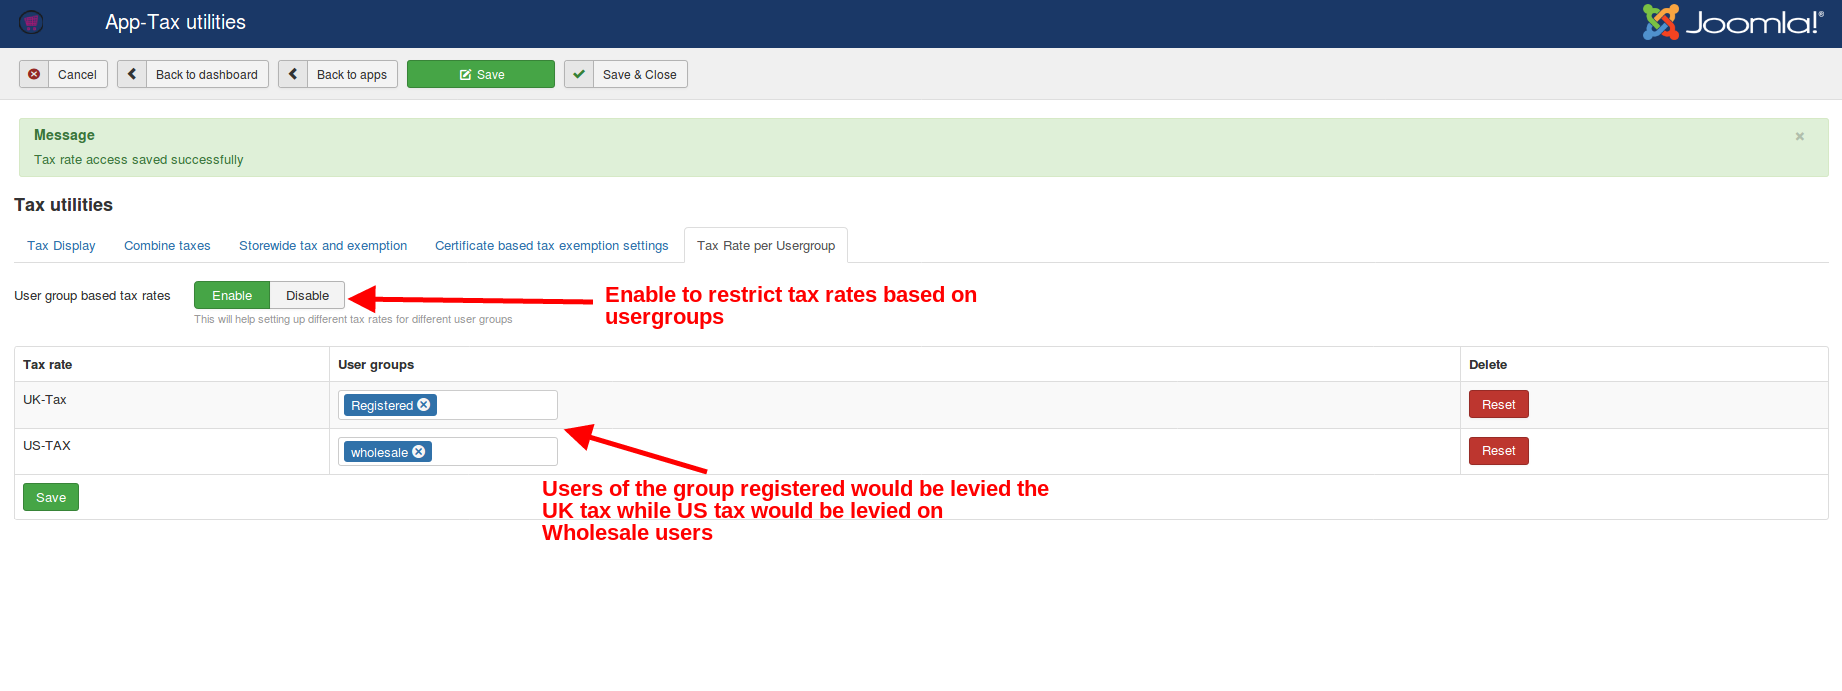 App-Tax utilities
Joomla!®
Cancel
Back to dashboard
Back to apps
Save
Save & Close
Message
Tax rate access saved successfully
Tax utilities
Tax Display
Combine taxes
Storewide tax and exemption
Certificate based tax exemption settings
Tax Rate per Usergroup
User group based tax rates
Enable
Disable
This will help setting up different tax rates for different user groups
Enable to restrict tax rates based on
usergroups
Tax rate
User groups
Delete
UK-Tax
Registered
Reset
US-TAX
wholesale
Reset
Save
Users of the group registered would be levied the
UK tax while US tax would be levied on
Wholesale users